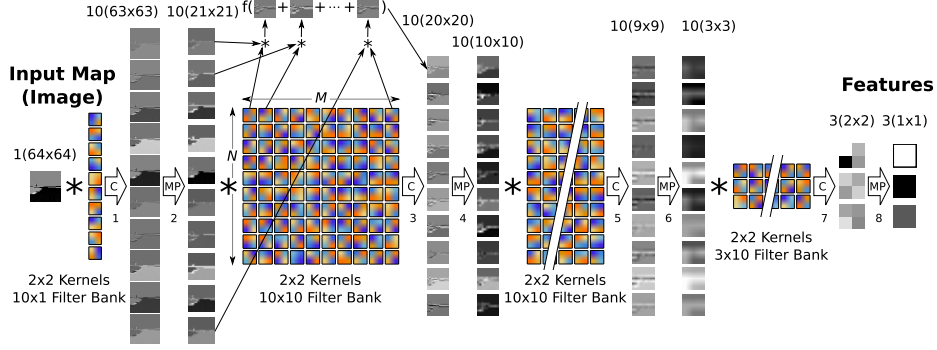 10(63x63) 10(21x21)
f( + + ··· + )
10(20x20)
10(10x10)
10(9x9) 10(3x3)
Input Map
(Image)
1(64x64)
* * *
M
N
* * * * *
C MP C MP C MP C MP
1 2 3 4 5 6 7 8
Features
3(2x2) 3(1x1)
2x2 Kernels
10x1 Filter Bank
2x2 Kernels
10x10 Filter Bank
2x2 Kernels
10x10 Filter Bank
2x2 Kernels
3x10 Filter Bank